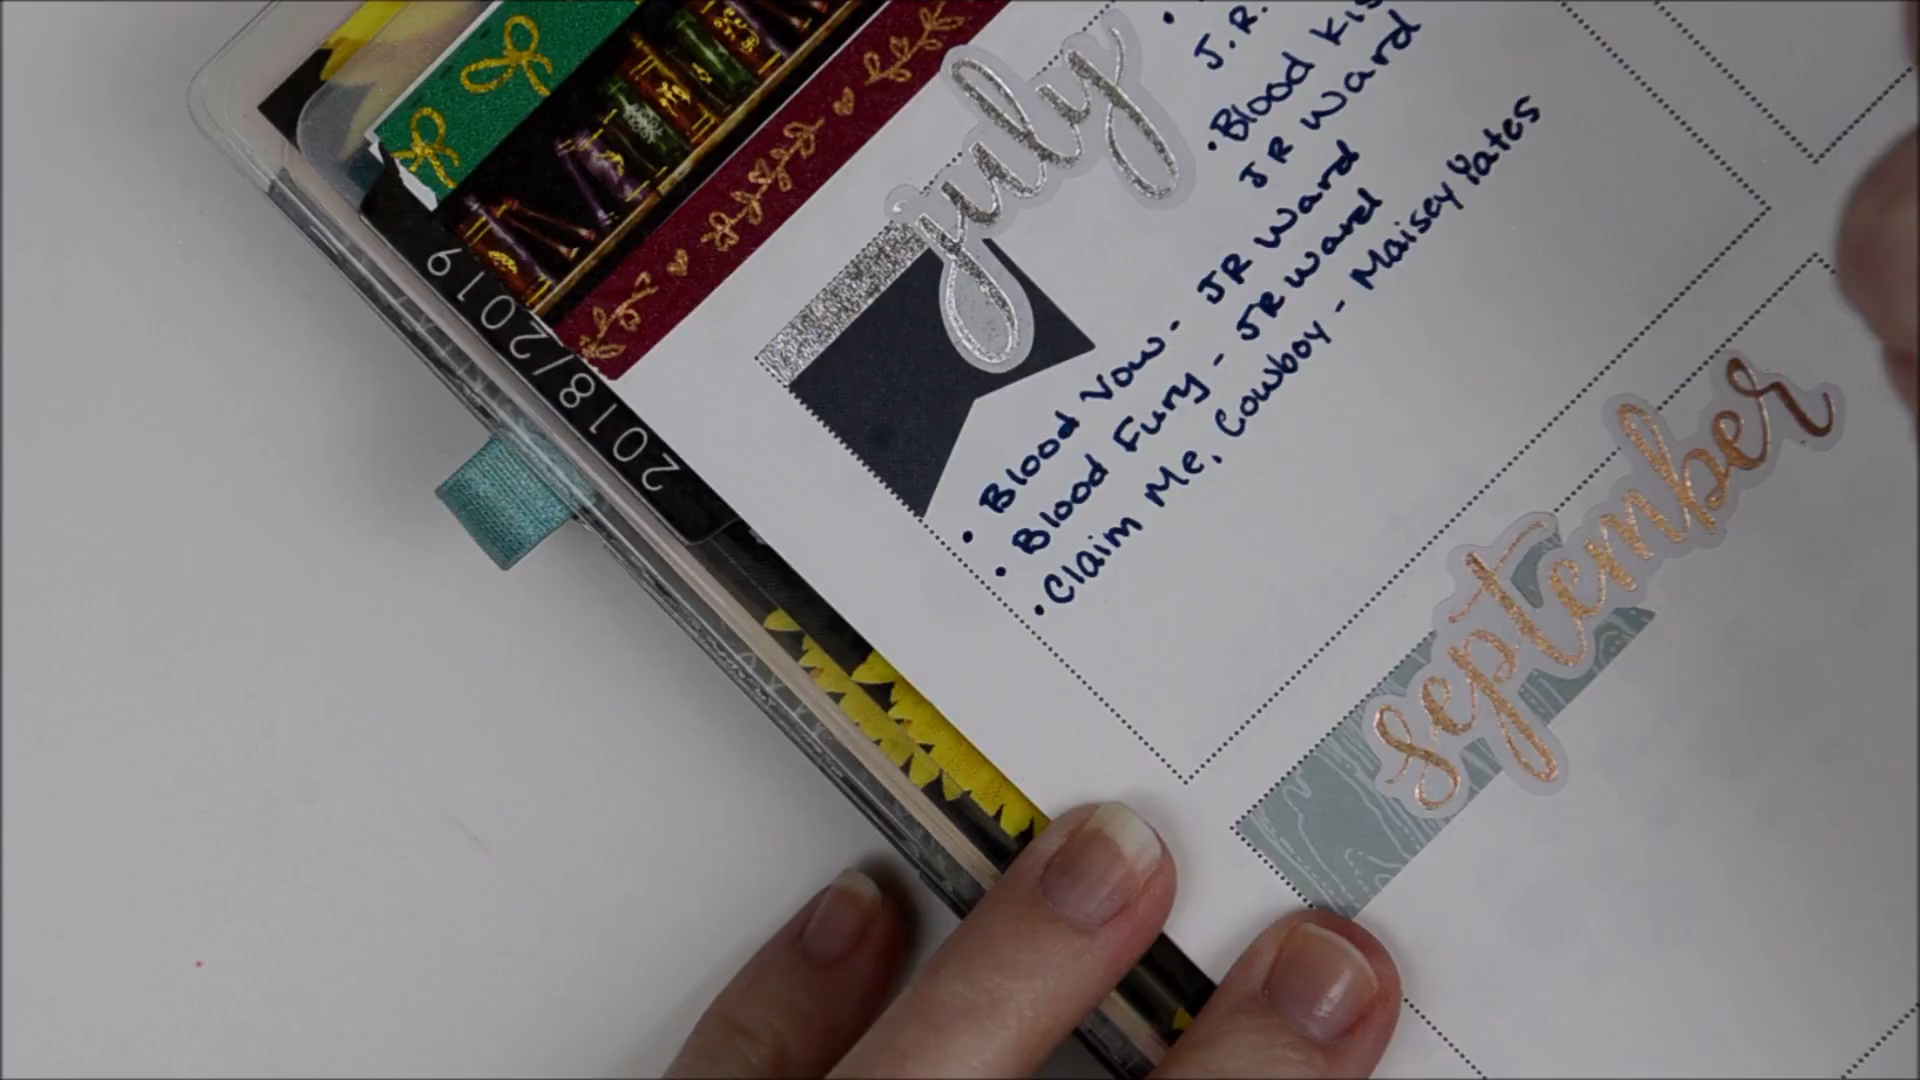 2018/2019
july
• Blood Vow - JR Ward
• Blood Fury - JR Ward
• Claim Me, Cowboy - Maisey Yates
J.R.
• Blood
JR Ward
september